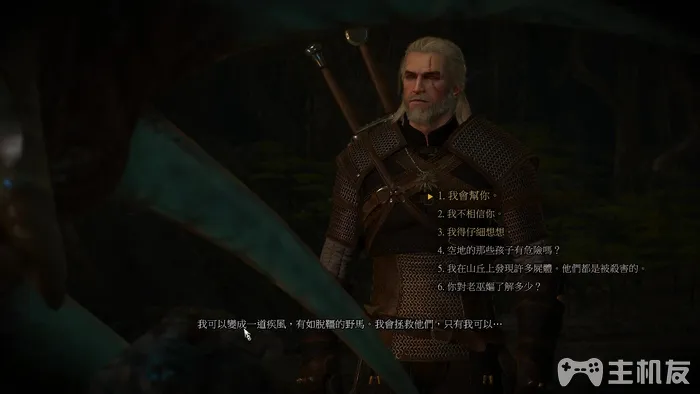 1. 我會幫你。
2. 我不相信你。
3. 我得仔細想想。
4. 空地的那些孩子有危險嗎？
5. 我在山丘上發現許多屍體。他們都是被殺害的。
6. 你對老巫嫗了解多少？
我可以變成一道疾風，有如脫韁的野馬。我會拯救他們，只有我可以…
主机友